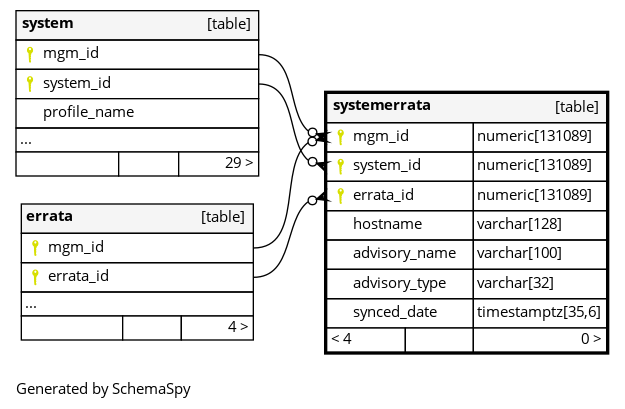 system [table]
mgm_id
system_id
profile_name
...
29 >
errata [table]
mgm_id
errata_id
...
4 >
systemerrata [table]
mgm_id numeric[131089]
system_id numeric[131089]
errata_id numeric[131089]
hostname varchar[128]
advisory_name varchar[100]
advisory_type varchar[32]
synced_date timestamptz[35,6]
< 4 0 >
Generated by SchemaSpy